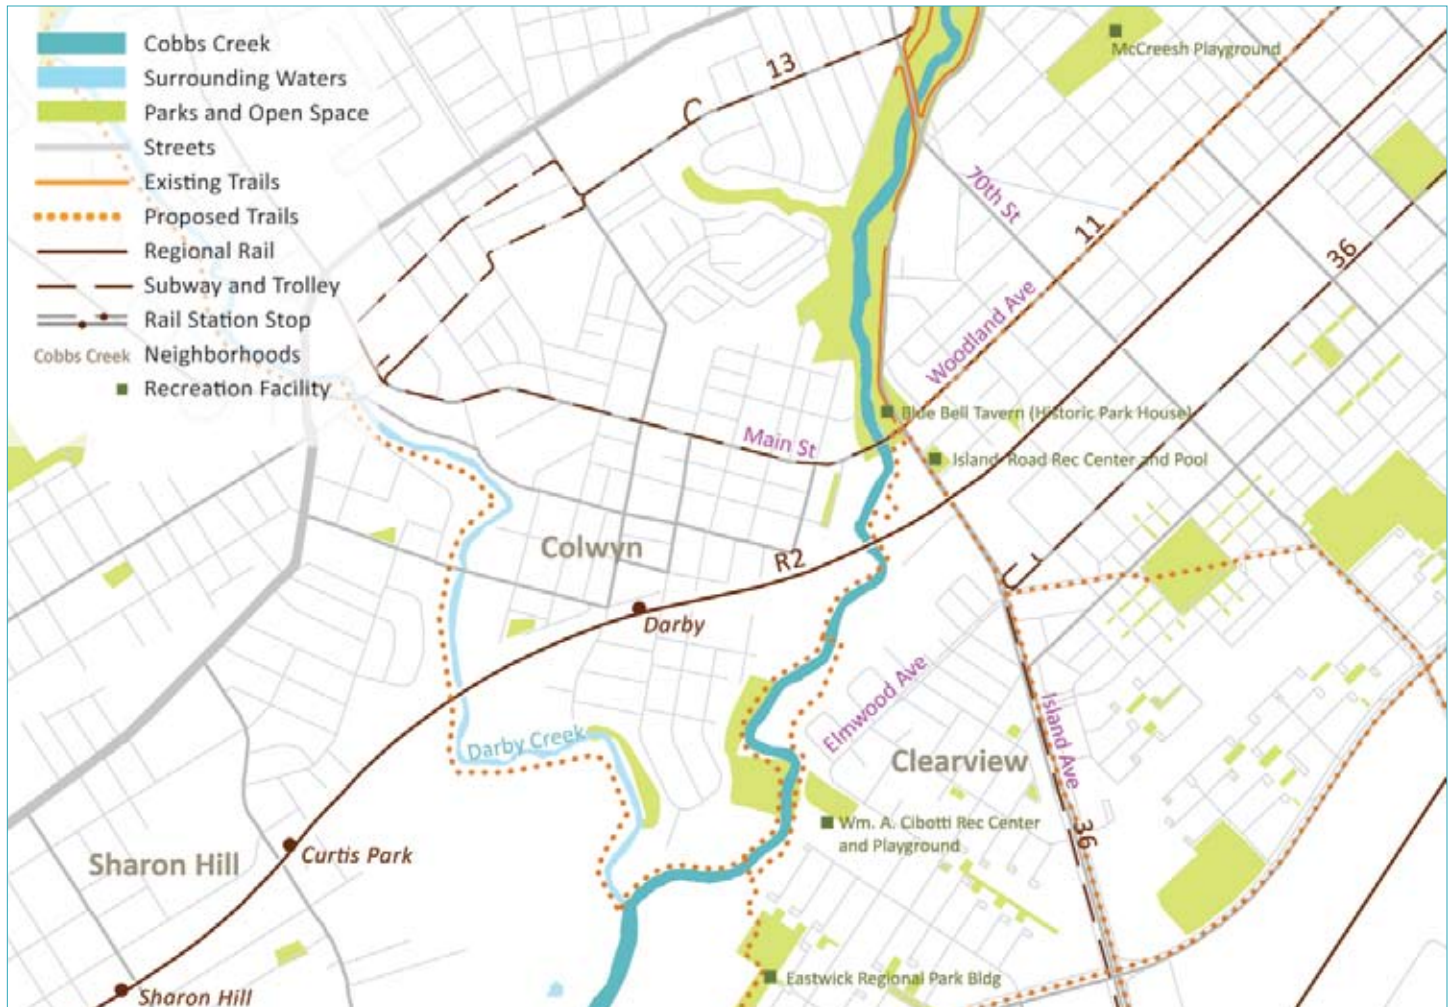 Cobbs Creek
Surrounding Waters
Parks and Open Space
Streets
Existing Trails
Proposed Trails
Regional Rail
Subway and Trolley
Rail Station Stop
Cobbs Creek Neighborhoods
Recreation Facility
13
McCreesh Playground
70th St
11
36
Woodland Ave
Blue Bell Tavern (Historic Park House)
Main St
Island Road Rec Center and Pool
Colwyn
R2
Darby
Elmwood Ave
Island Ave
Darby Creek
Clearview
Wm. A. Cibotti Rec Center
and Playground
36
Sharon Hill
Curtis Park
Eastwick Regional Park Bldg
Sharon Hill